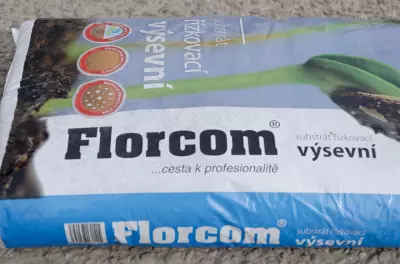 substrát
řízkovací
výsevní
Florcom®
substrát řízkovací
výsevní
...cesta k profesionalitě
Florcom®
substrát řízkovací
výsevní